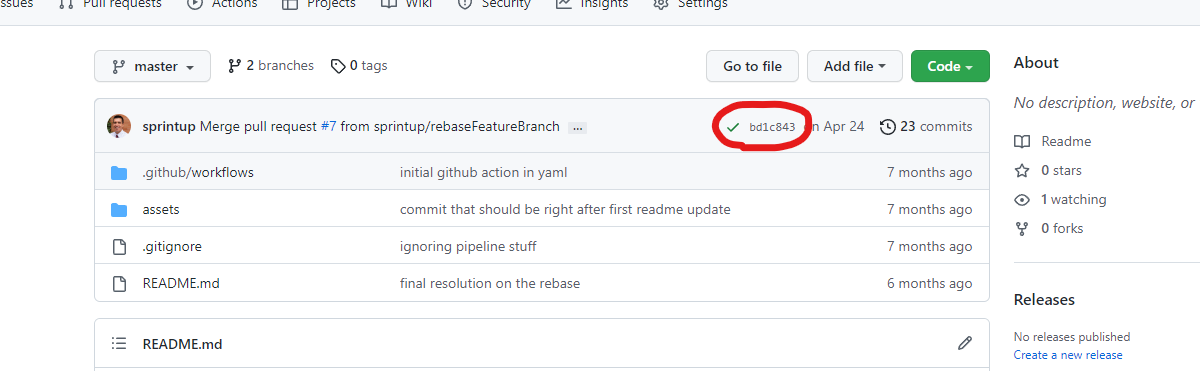 ssues Pull requests Actions Projects Wiki Security Insights Settings
master 2 branches 0 tags Go to file Add file Code
sprintup Merge pull request #7 from sprintup/rebaseFeatureBranch ... bd1c843 on Apr 24 23 commits
.github/workflows initial github action in yaml 7 months ago
assets commit that should be right after first readme update 7 months ago
.gitignore ignoring pipeline stuff 7 months ago
README.md final resolution on the rebase 6 months ago
README.md
About
No description, website, or
Readme
0 stars
1 watching
0 forks
Releases
No releases published
Create a new release